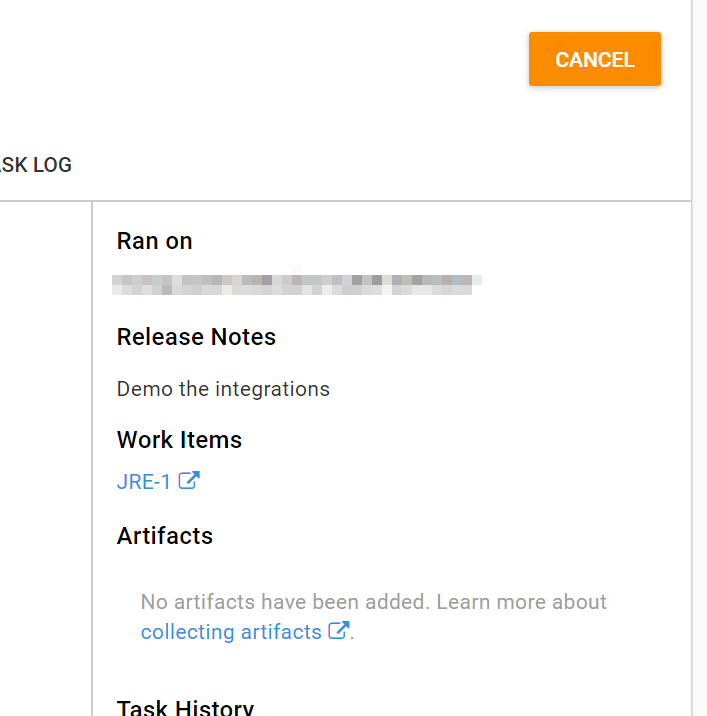 CANCEL
SK LOG
Ran on
Release Notes
Demo the integrations
Work Items
JRE-1
Artifacts
No artifacts have been added. Learn more about
collecting artifacts.
Task History